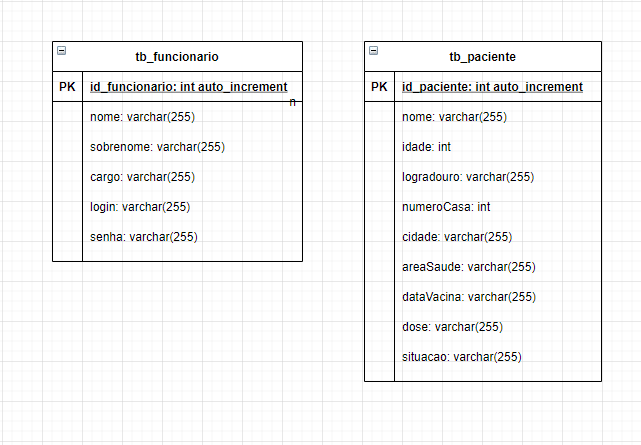 tb_funcionario
PK id_funcionario: int auto_increment
n
nome: varchar(255)
sobrenome: varchar(255)
cargo: varchar(255)
login: varchar(255)
senha: varchar(255)
tb_paciente
PK id_paciente: int auto_increment
nome: varchar(255)
idade: int
logradouro: varchar(255)
numeroCasa: int
cidade: varchar(255)
areaSaude: varchar(255)
dataVacina: varchar(255)
dose: varchar(255)
situacao: varchar(255)